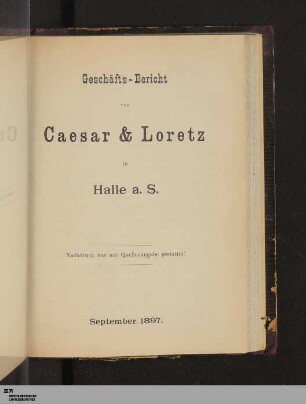 Geschäfts-Bericht
von
Caesar & Loretz
in
Halle a. S.
Nachdruck nur mit Quellenangabe gestattet!
September 1897.